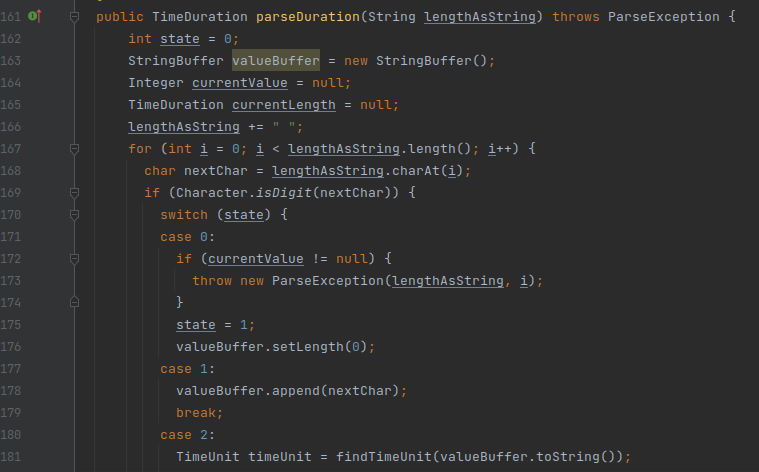 161 public TimeDuration parseDuration(String lengthAsString) throws ParseException {
162 int state = 0;
163 StringBuffer valueBuffer = new StringBuffer();
164 Integer currentValue = null;
165 TimeDuration currentLength = null;
166 lengthAsString += " ";
167 for (int i = 0; i < lengthAsString.length(); i++) {
168 char nextChar = lengthAsString.charAt(i);
169 if (Character.isDigit(nextChar)) {
170 switch (state) {
171 case 0:
172 if (currentValue != null) {
173 throw new ParseException(lengthAsString, i);
174 }
175 state = 1;
176 valueBuffer.setLength(0);
177 case 1:
178 valueBuffer.append(nextChar);
179 break;
180 case 2:
181 TimeUnit timeUnit = findTimeUnit(valueBuffer.toString());